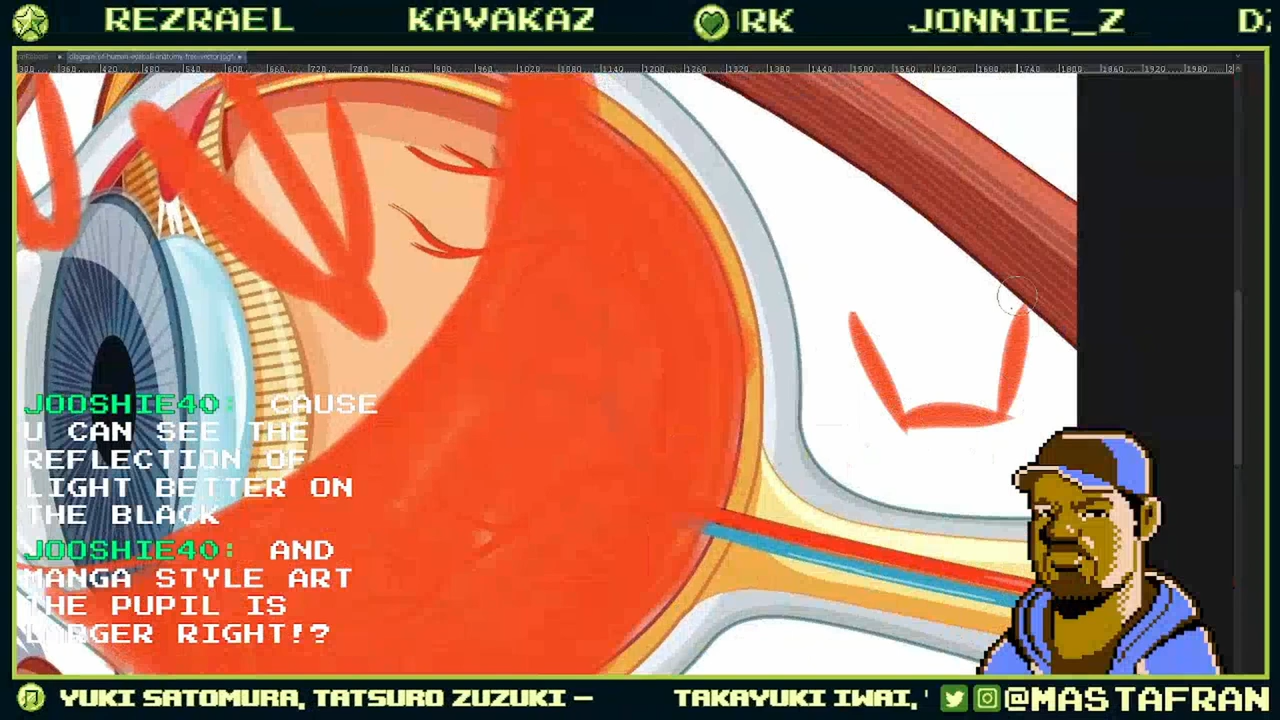 REZRAEL KAVAKAZ RK JONNIE_Z
JOOSHIE40: CAUSE
U CAN SEE THE
REFLECTION OF
LIGHT BETTER ON
THE BLACK
JOOSHIE40: AND
MANGA STYLE ART
THE PUPIL IS
LARGER RIGHT!?
YUKI SATOMURA, TATSURO ZUZUKI — TAKAYUKI IWAI, ' @MASTAFRAN